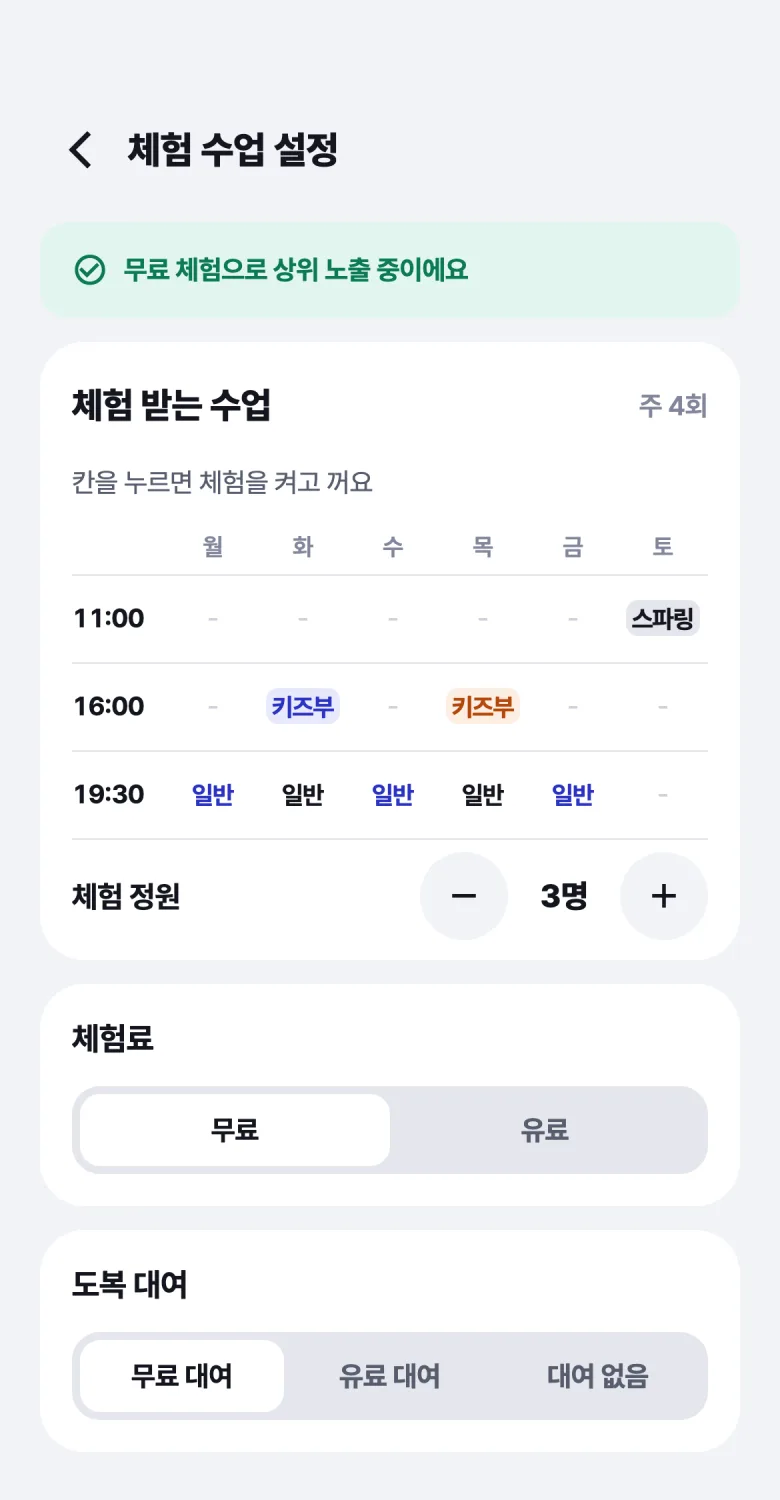 체험 수업 설정
무료 체험으로 상위 노출 중이에요
체험 받는 수업 주 4회
칸을 누르면 체험을 켜고 꺼요
월 화 수 목 금 토
11:00 - - - - - 스파링
16:00 - 키즈부 - 키즈부 - -
19:30 일반 일반 일반 일반 일반 -
체험 정원 − 3명 +
체험료
무료 유료
도복 대여
무료 대여 유료 대여 대여 없음